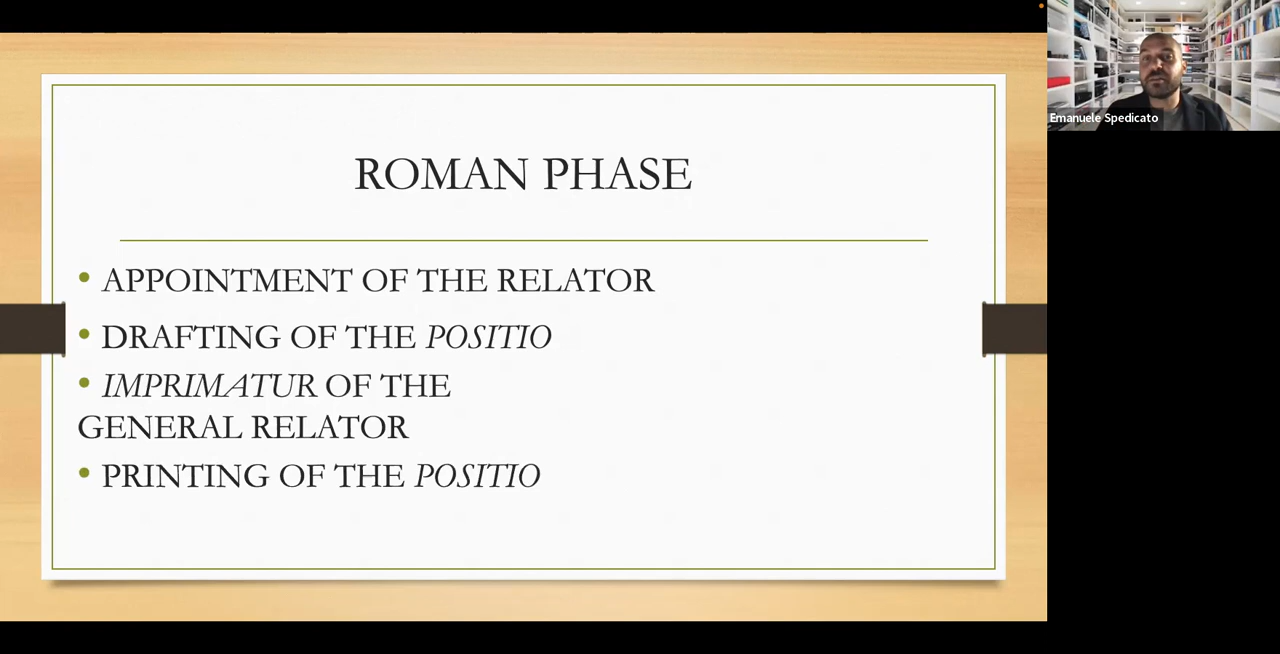 ROMAN PHASE
• APPOINTMENT OF THE RELATOR
• DRAFTING OF THE POSITIO
• IMPRIMATUR OF THE
GENERAL RELATOR
• PRINTING OF THE POSITIO
Emanuele Spedicato